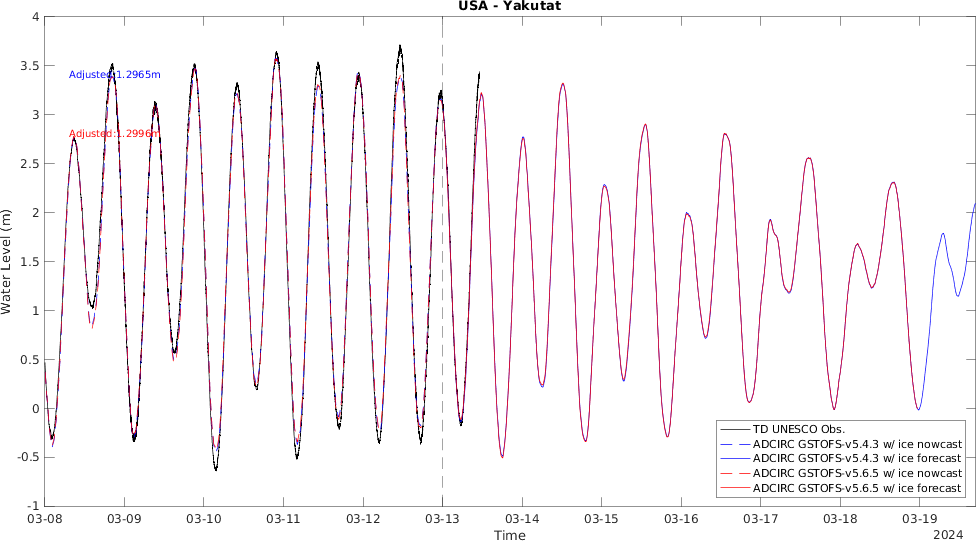 USA - Yakutat
Water Level (m)
4
3.5
3
2.5
2
1.5
1
0.5
0
-0.5
-1
Adjusted:1.2965m
Adjusted:1.2996m
TD UNESCO Obs.
ADCIRC GSTOFS-v5.4.3 w/ ice nowcast
ADCIRC GSTOFS-v5.4.3 w/ ice forecast
ADCIRC GSTOFS-v5.6.5 w/ ice nowcast
ADCIRC GSTOFS-v5.6.5 w/ ice forecast
03-08 03-09 03-10 03-11 03-12 03-13 03-14 03-15 03-16 03-17 03-18 03-19
Time
2024